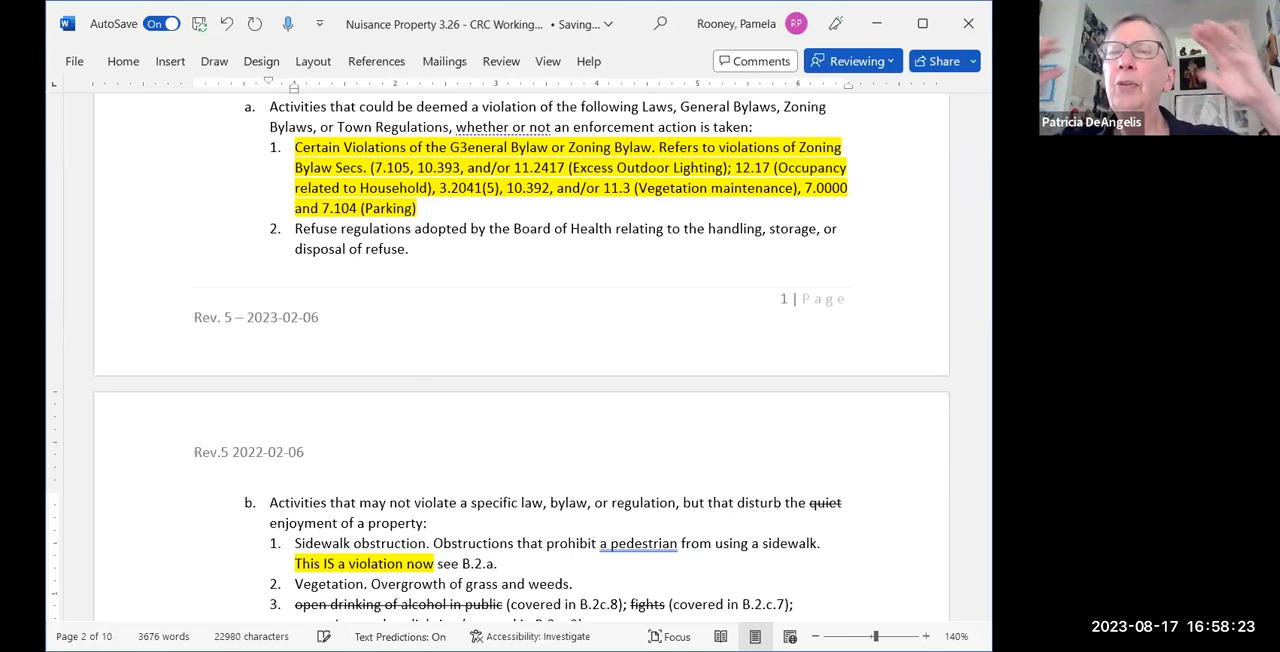 AutoSave On Nuisance Property 3.26 - CRC Working... • Saving... Rooney, Pamela RP
File Home Insert Draw Design Layout References Mailings Review View Help Comments Reviewing Share
2 3 4 5 6
a. Activities that could be deemed a violation of the following Laws, General Bylaws, Zoning
Bylaws, or Town Regulations, whether or not an enforcement action is taken:
1. Certain Violations of the G3eneral Bylaw or Zoning Bylaw. Refers to violations of Zoning
Bylaw Secs. (7.105, 10.393, and/or 11.2417 (Excess Outdoor Lighting); 12.17 (Occupancy
related to Household), 3.2041(5), 10.392, and/or 11.3 (Vegetation maintenance), 7.0000
and 7.104 (Parking)
2. Refuse regulations adopted by the Board of Health relating to the handling, storage, or
disposal of refuse.
1 | Page
Rev. 5 – 2023-02-06
Rev.5 2022-02-06
b. Activities that may not violate a specific law, bylaw, or regulation, but that disturb the quiet
enjoyment of a property:
1. Sidewalk obstruction. Obstructions that prohibit a pedestrian from using a sidewalk.
This IS a violation now see B.2.a.
2. Vegetation. Overgrowth of grass and weeds.
3. open drinking of alcohol in public (covered in B.2c.8); fights (covered in B.2.c.7);
Page 2 of 10 3676 words 22980 characters Text Predictions: On Accessibility: Investigate Focus 140%
Patricia DeAngelis
2023-08-17 16:58:23